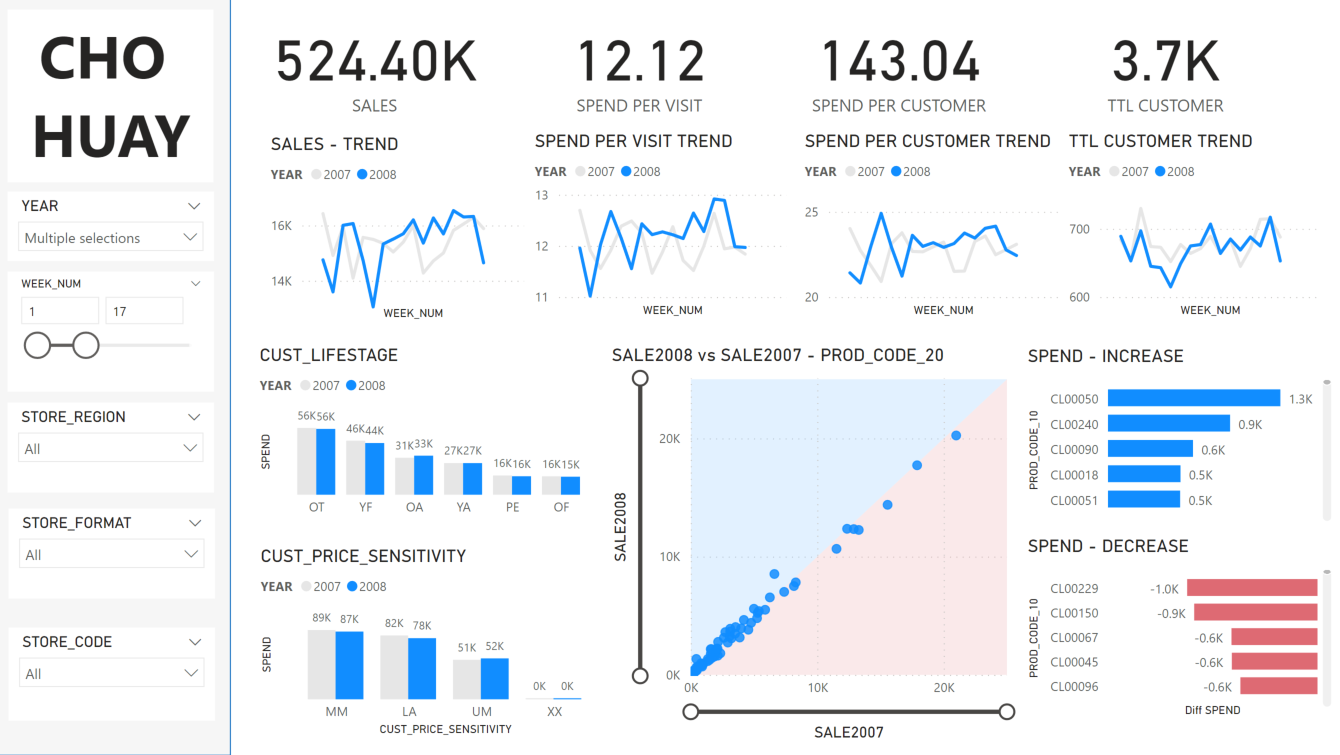 CHO
HUAY
YEAR
Multiple selections
WEEK_NUM
1
17
STORE_REGION
All
STORE_FORMAT
All
STORE_CODE
All
524.40K
SALES
12.12
SPEND PER VISIT
143.04
SPEND PER CUSTOMER
3.7K
TTL CUSTOMER
SALES - TREND
YEAR 2007 2008
16K
14K
WEEK_NUM
SPEND PER VISIT TREND
YEAR 2007 2008
13
12
11
WEEK_NUM
SPEND PER CUSTOMER TREND
YEAR 2007 2008
25
20
WEEK_NUM
TTL CUSTOMER TREND
YEAR 2007 2008
700
600
WEEK_NUM
CUST_LIFESTAGE
YEAR 2007 2008
SPEND
56K 56K 46K 44K 31K 33K 27K 27K 16K 16K 16K 15K
OT YF OA YA PE OF
CUST_PRICE_SENSITIVITY
YEAR 2007 2008
SPEND
89K 87K 82K 78K 51K 52K 0K 0K
MM LA UM XX
CUST_PRICE_SENSITIVITY
SALE2008 vs SALE2007 - PROD_CODE_20
SALE2008
20K
10K
0K
0K 10K 20K
SALE2007
SPEND - INCREASE
PROD_CODE_10
CL00050 1.3K
CL00240 0.9K
CL00090 0.6K
CL00018 0.5K
CL00051 0.5K
SPEND - DECREASE
PROD_CODE_10
CL00229 -1.0K
CL00150 -0.9K
CL00067 -0.6K
CL00045 -0.6K
CL00096 -0.6K
Diff SPEND